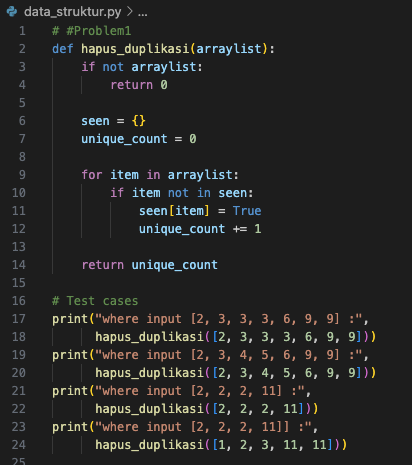 data_struktur.py > ...
1 # #Problem1
2 def hapus_duplikasi(arraylist):
3     if not arraylist:
4         return 0
5
6     seen = {}
7     unique_count = 0
8
9     for item in arraylist:
10         if item not in seen:
11             seen[item] = True
12             unique_count += 1
13
14     return unique_count
15
16 # Test cases
17 print("where input [2, 3, 3, 3, 6, 9, 9] :",
18       hapus_duplikasi([2, 3, 3, 3, 6, 9, 9]))
19 print("where input [2, 3, 4, 5, 6, 9, 9] :",
20       hapus_duplikasi([2, 3, 4, 5, 6, 9, 9]))
21 print("where input [2, 2, 2, 11] :",
22       hapus_duplikasi([2, 2, 2, 11]))
23 print("where input [2, 2, 2, 11]] :",
24       hapus_duplikasi([1, 2, 3, 11, 11]))
25